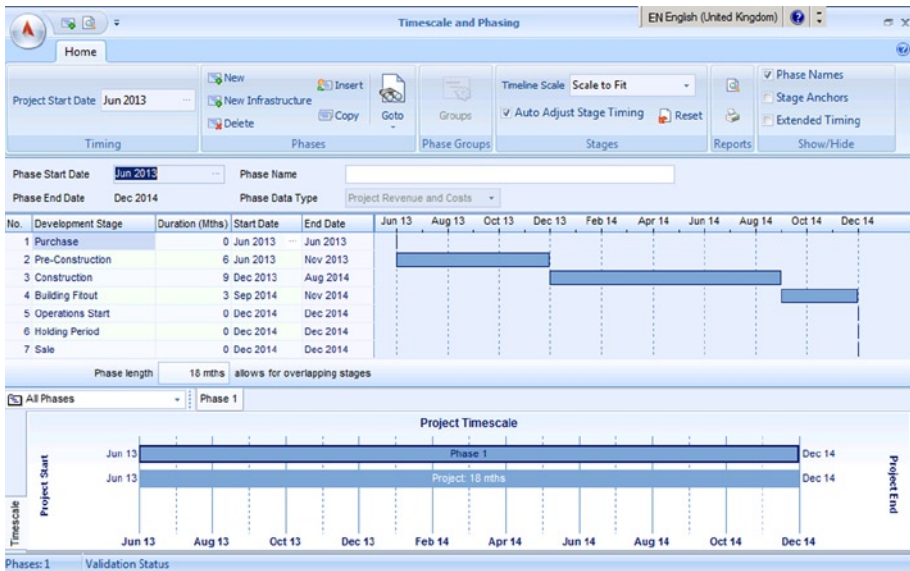 Timescale and Phasing
EN English (United Kingdom)
Home
Project Start Date Jun 2013
New
New Infrastructure
Delete
Insert
Copy
Goto
Groups
Timeline Scale Scale to Fit
Auto Adjust Stage Timing Reset
Phase Names
Stage Anchors
Extended Timing
Timing Phases Phase Groups Stages Reports Show/Hide
Phase Start Date Jun 2013 Phase Name
Phase End Date Dec 2014 Phase Data Type Project Revenue and Costs
No. Development Stage Duration (Mths) Start Date End Date Jun 13 Aug 13 Oct 13 Dec 13 Feb 14 Apr 14 Jun 14 Aug 14 Oct 14 Dec 14
1 Purchase 0 Jun 2013 ... Jun 2013
2 Pre-Construction 6 Jun 2013 Nov 2013
3 Construction 9 Dec 2013 Aug 2014
4 Building Fitout 3 Sep 2014 Nov 2014
5 Operations Start 0 Dec 2014 Dec 2014
6 Holding Period 0 Dec 2014 Dec 2014
7 Sale 0 Dec 2014 Dec 2014
Phase length 18 mths allows for overlapping stages
All Phases Phase 1
Project Timescale
Jun 13 Phase 1 Dec 14
Jun 13 Project: 18 mths Dec 14
Project Start
Project End
Timescale
Jun 13 Aug 13 Oct 13 Dec 13 Feb 14 Apr 14 Jun 14 Aug 14 Oct 14 Dec 14
Phases: 1 Validation Status